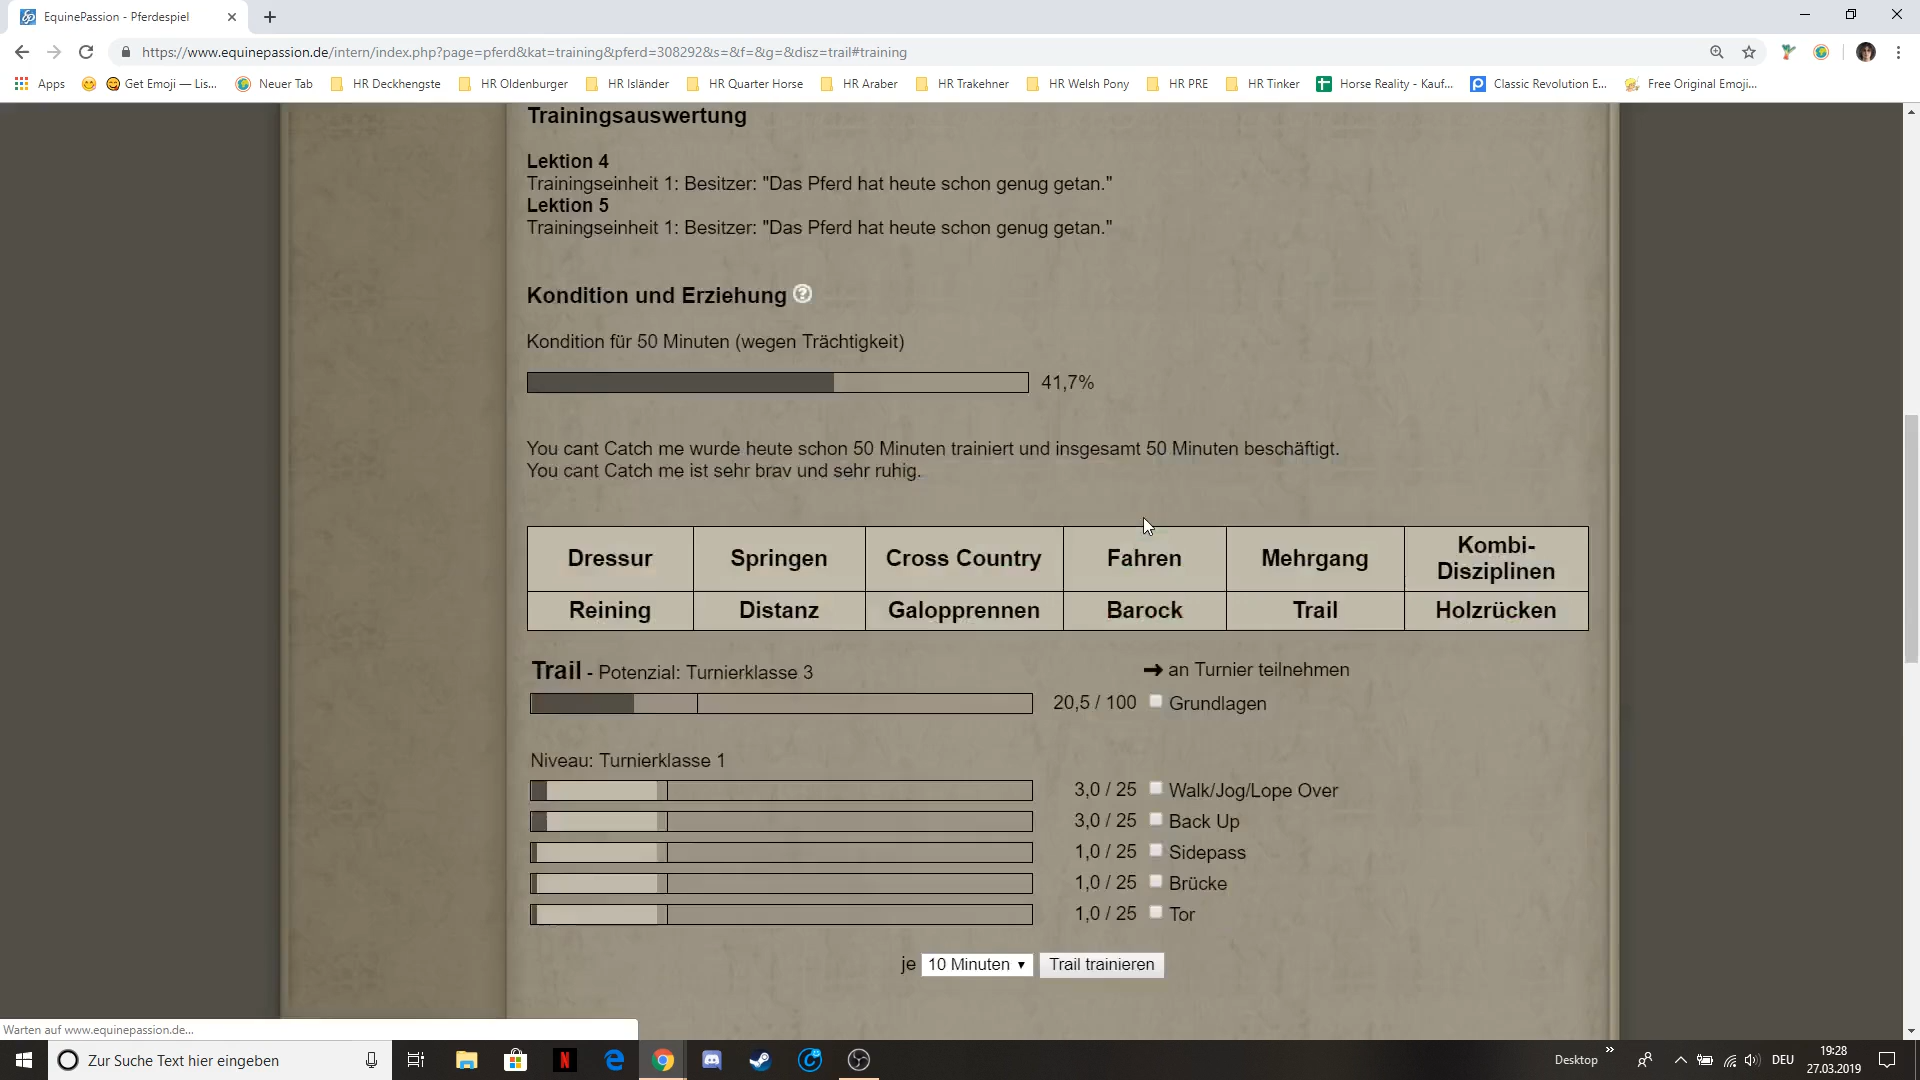 EquinePassion - Pferdespiel
https://www.equinepassion.de/intern/index.php?page=pferd&kat=training&pferd=308292&s=&f=&g=&disz=trail#training
Apps
Get Emoji — Lis...
Neuer Tab
HR Deckhengste
HR Oldenburger
HR Isländer
HR Quarter Horse
HR Araber
HR Trakehner
HR Welsh Pony
HR PRE
HR Tinker
Horse Reality - Kauf...
Classic Revolution E...
Free Original Emoji...
Trainingsauswertung
Lektion 4
Trainingseinheit 1: Besitzer: "Das Pferd hat heute schon genug getan."
Lektion 5
Trainingseinheit 1: Besitzer: "Das Pferd hat heute schon genug getan."
Kondition und Erziehung ?
Kondition für 50 Minuten (wegen Trächtigkeit)
41,7%
You cant Catch me wurde heute schon 50 Minuten trainiert und insgesamt 50 Minuten beschäftigt.
You cant Catch me ist sehr brav und sehr ruhig.
Dressur Springen Cross Country Fahren Mehrgang Kombi-
Disziplinen
Reining Distanz Galopprennen Barock Trail Holzrücken
Trail - Potenzial: Turnierklasse 3
➞ an Turnier teilnehmen
20,5 / 100 Grundlagen
Niveau: Turnierklasse 1
3,0 / 25 Walk/Jog/Lope Over
3,0 / 25 Back Up
1,0 / 25 Sidepass
1,0 / 25 Brücke
1,0 / 25 Tor
je 10 Minuten Trail trainieren
Warten auf www.equinepassion.de...
Zur Suche Text hier eingeben
Desktop
DEU
19:28
27.03.2019